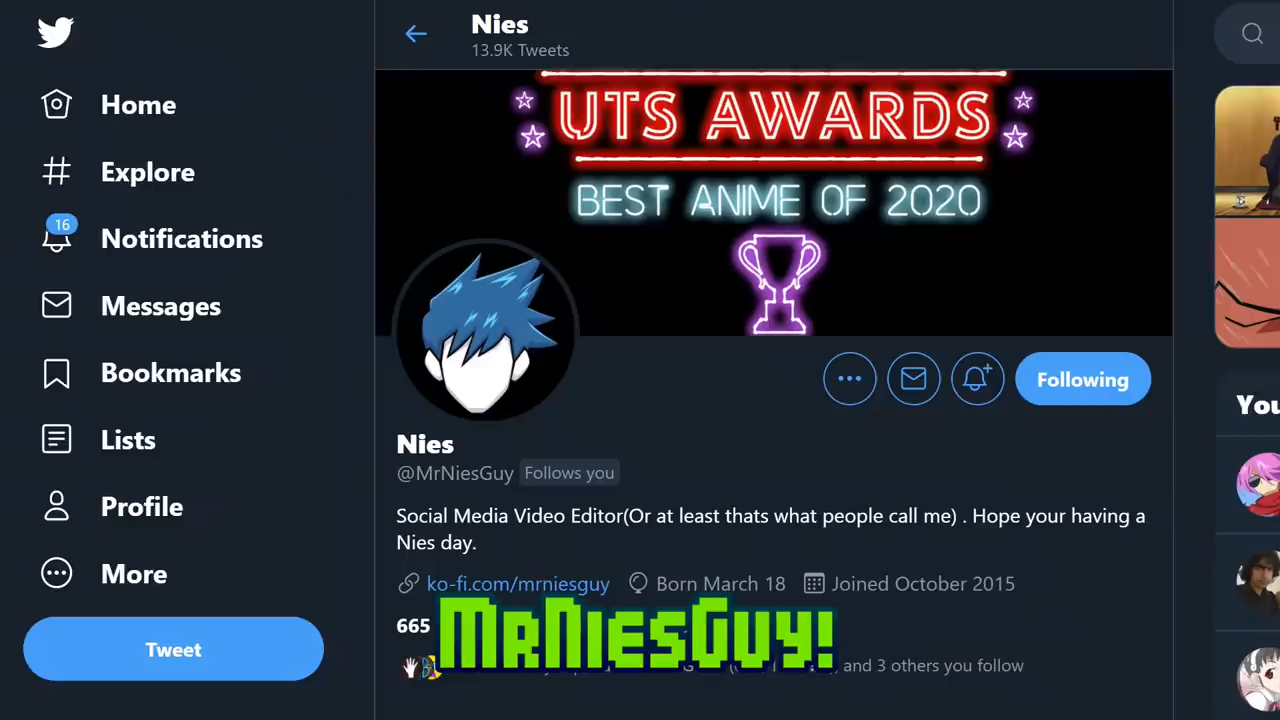 Nies
13.9K Tweets
Home
Explore
16
Notifications
Messages
Bookmarks
Lists
Profile
More
Tweet
UTS AWARDS
BEST ANIME OF 2020
Following
Nies
@MrNiesGuy Follows you
Social Media Video Editor(Or at least thats what people call me) . Hope your having a
Nies day.
ko-fi.com/mrniesguy Born March 18 Joined October 2015
665
MrNiesGuy!
and 3 others you follow
You